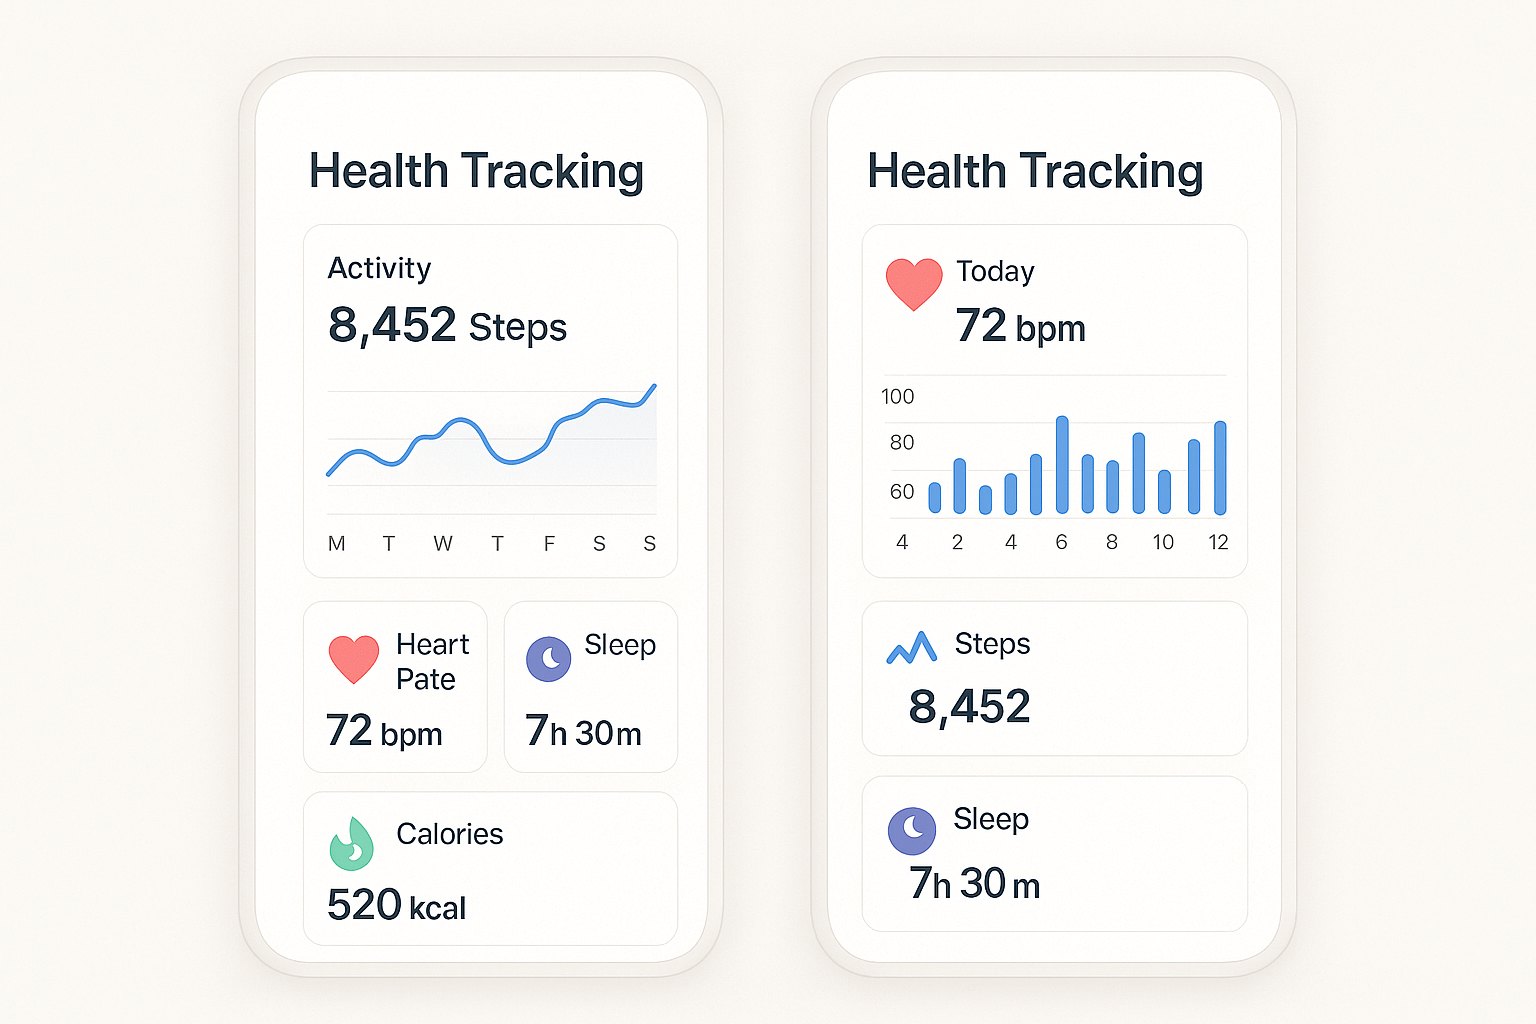 Health Tracking
Activity
8,452 Steps
M T W T F S S
Heart
Pate
72 bpm
Sleep
7h 30m
Calories
520 kcal
Health Tracking
Today
72 bpm
100
80
60
4 2 4 6 8 10 12
Steps
8,452
Sleep
7h 30 m